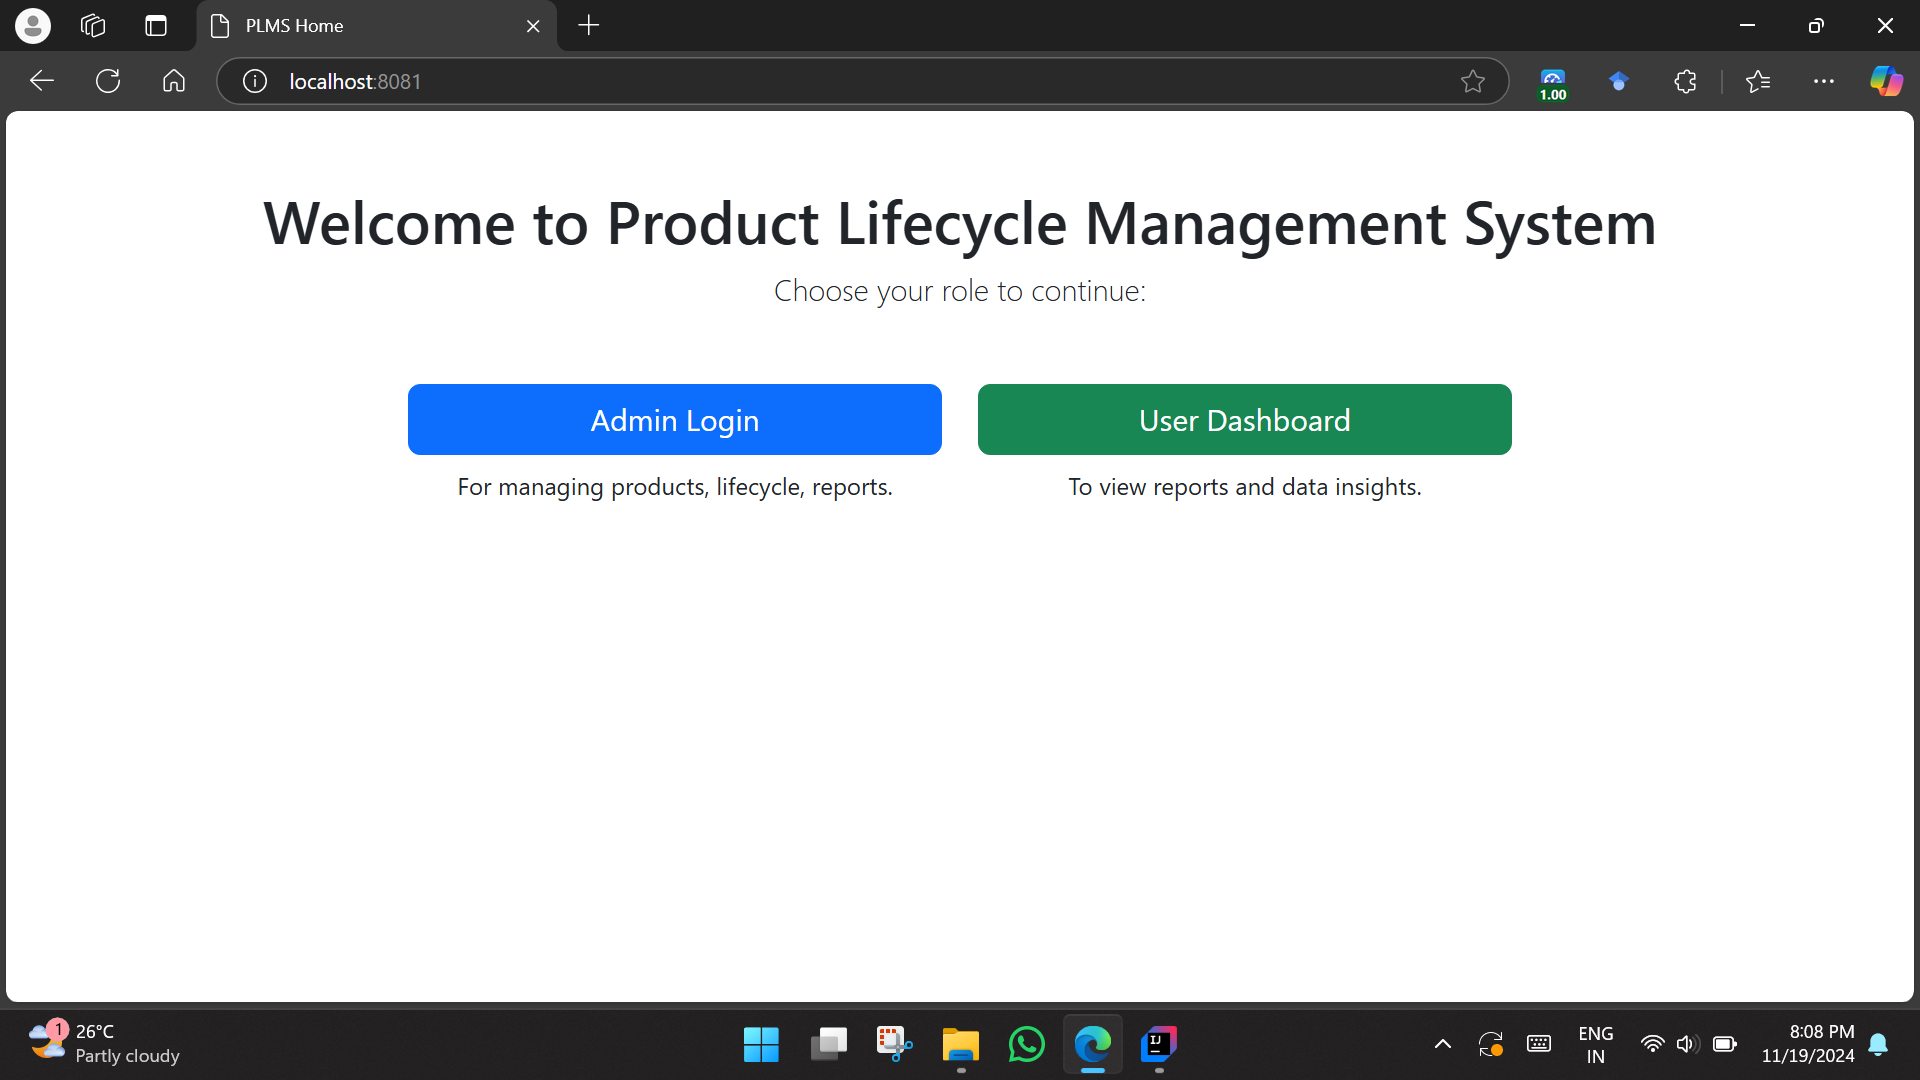 PLMS Home
localhost:8081
1.00
Welcome to Product Lifecycle Management System
Choose your role to continue:
Admin Login
User Dashboard
For managing products, lifecycle, reports.
To view reports and data insights.
1
26°C
Partly cloudy
IJ
ENG
IN
8:08 PM
11/19/2024